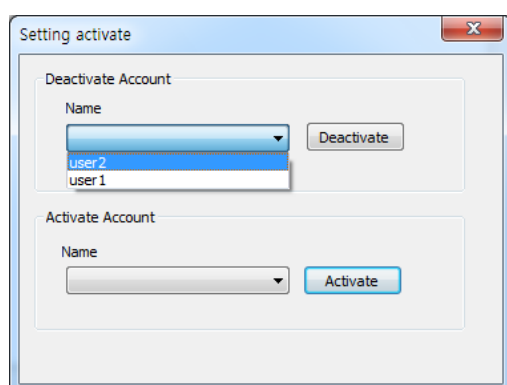 Setting activate
Deactivate Account
Name
Deactivate
user2
user1
Activate Account
Name
Activate